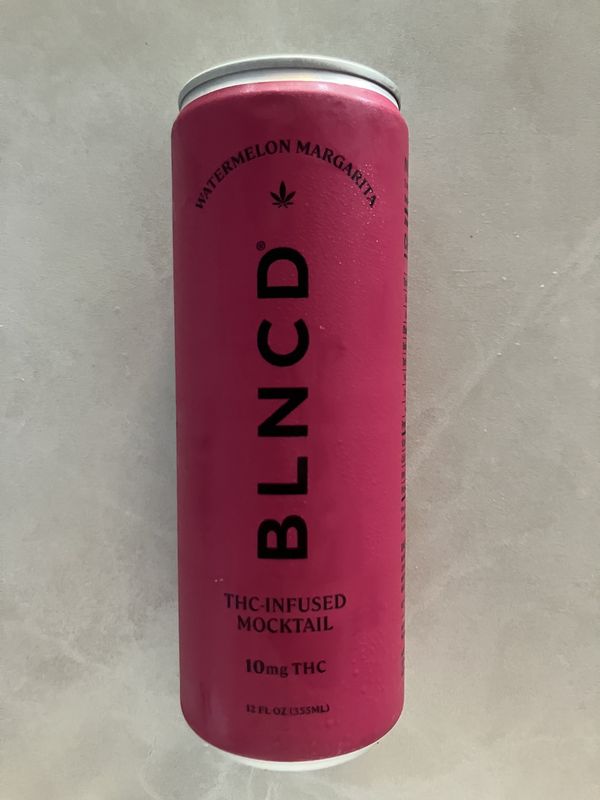 WATERMELON MARGARITA
BLNCD®
THC-INFUSED
MOCKTAIL
10mg THC
12 FL OZ (355ML)